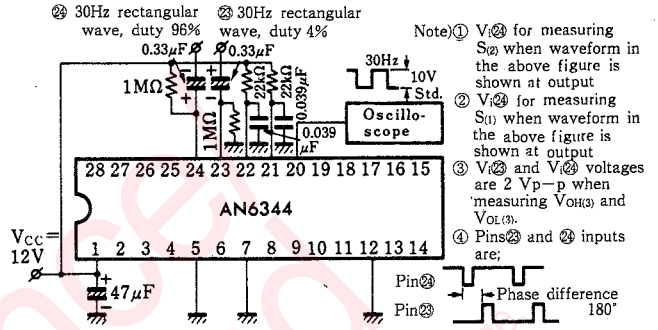 ㉔ 30Hz rectangular wave, duty 96%
㉓ 30Hz rectangular wave, duty 4%
0.33μF
0.33μF
1MΩ
1MΩ
22kΩ
22kΩ
0.039μF
0.039 μF
30Hz
10V
Std.
Oscillo-
scope
28 27 26 25 24 23 22 21 20 19 18 17 16 15
AN6344
1 2 3 4 5 6 7 8 9 10 11 12 13 14
Vcc=
12V
47μF
Note)① Vi㉔ for measuring
S(2) when waveform in
the above figure is
shown at output
② Vi㉔ for measuring
S(1) when waveform in
the above figure is
shown at output
③ Vi㉓ and Vi㉔ voltages
are 2 Vp-p when
measuring VOH(3) and
VOL(3).
④ Pins㉓ and ㉔ inputs
are;
Pin㉔
Phase difference
180°
Pin㉓